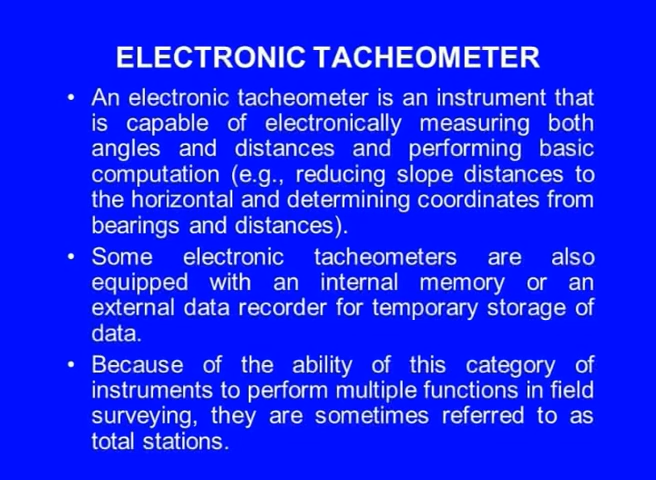 ELECTRONIC TACHEOMETER
• An electronic tacheometer is an instrument that
is capable of electronically measuring both
angles and distances and performing basic
computation (e.g., reducing slope distances to
the horizontal and determining coordinates from
bearings and distances).
• Some electronic tacheometers are also
equipped with an internal memory or an
external data recorder for temporary storage of
data.
• Because of the ability of this category of
instruments to perform multiple functions in field
surveying, they are sometimes referred to as
total stations.